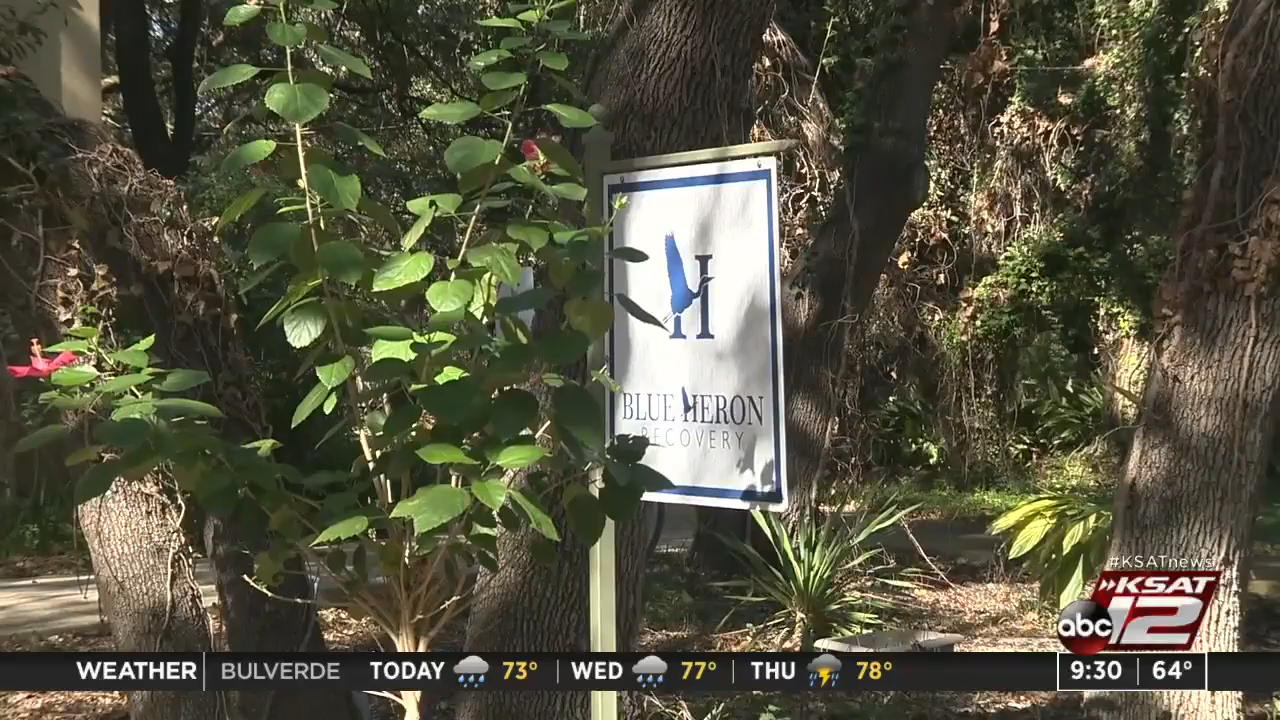 H
BLUE HERON
RECOVERY
#KSATnews
KSAT
abc 12
WEATHER BULVERDE TODAY 73° WED 77° THU 78° 9:30 64°